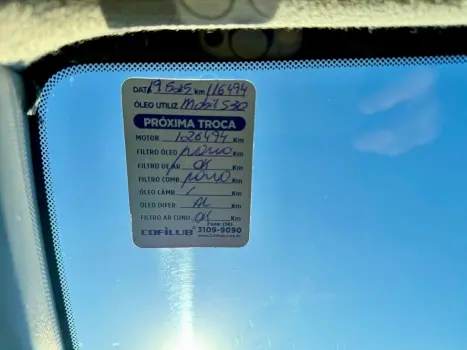 DATA 19 5 25 Km 116494
ÓLEO UTILIZ. Mobil 530
PRÓXIMA TROCA
MOTOR 126494 Km
FILTRO ÓLEO novo Km
FILTRO DE AR OK Km
FILTRO COMB. novo Km
ÓLEO CÂMB / Km
ÓLEO DIFER. Km
FILTRO AR COND. OK Km
COFILUB 3109-9090